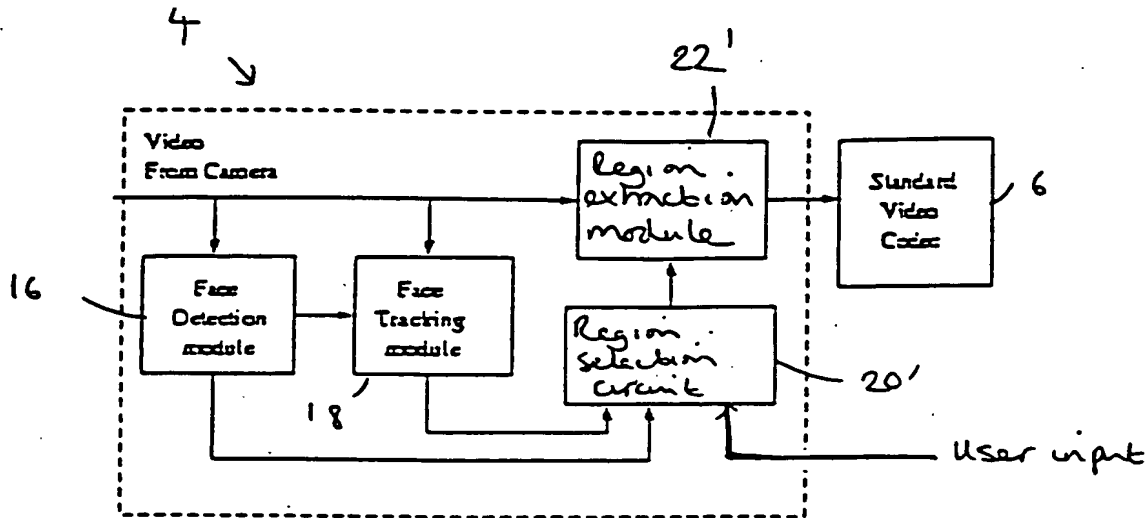 4
22'
Video
From Camera
Region
extraction
module
Standard
Video
Codec
6
16
Face
Detection
module
Face
Tracking
module
18
Region
selection
circuit
20'
User input